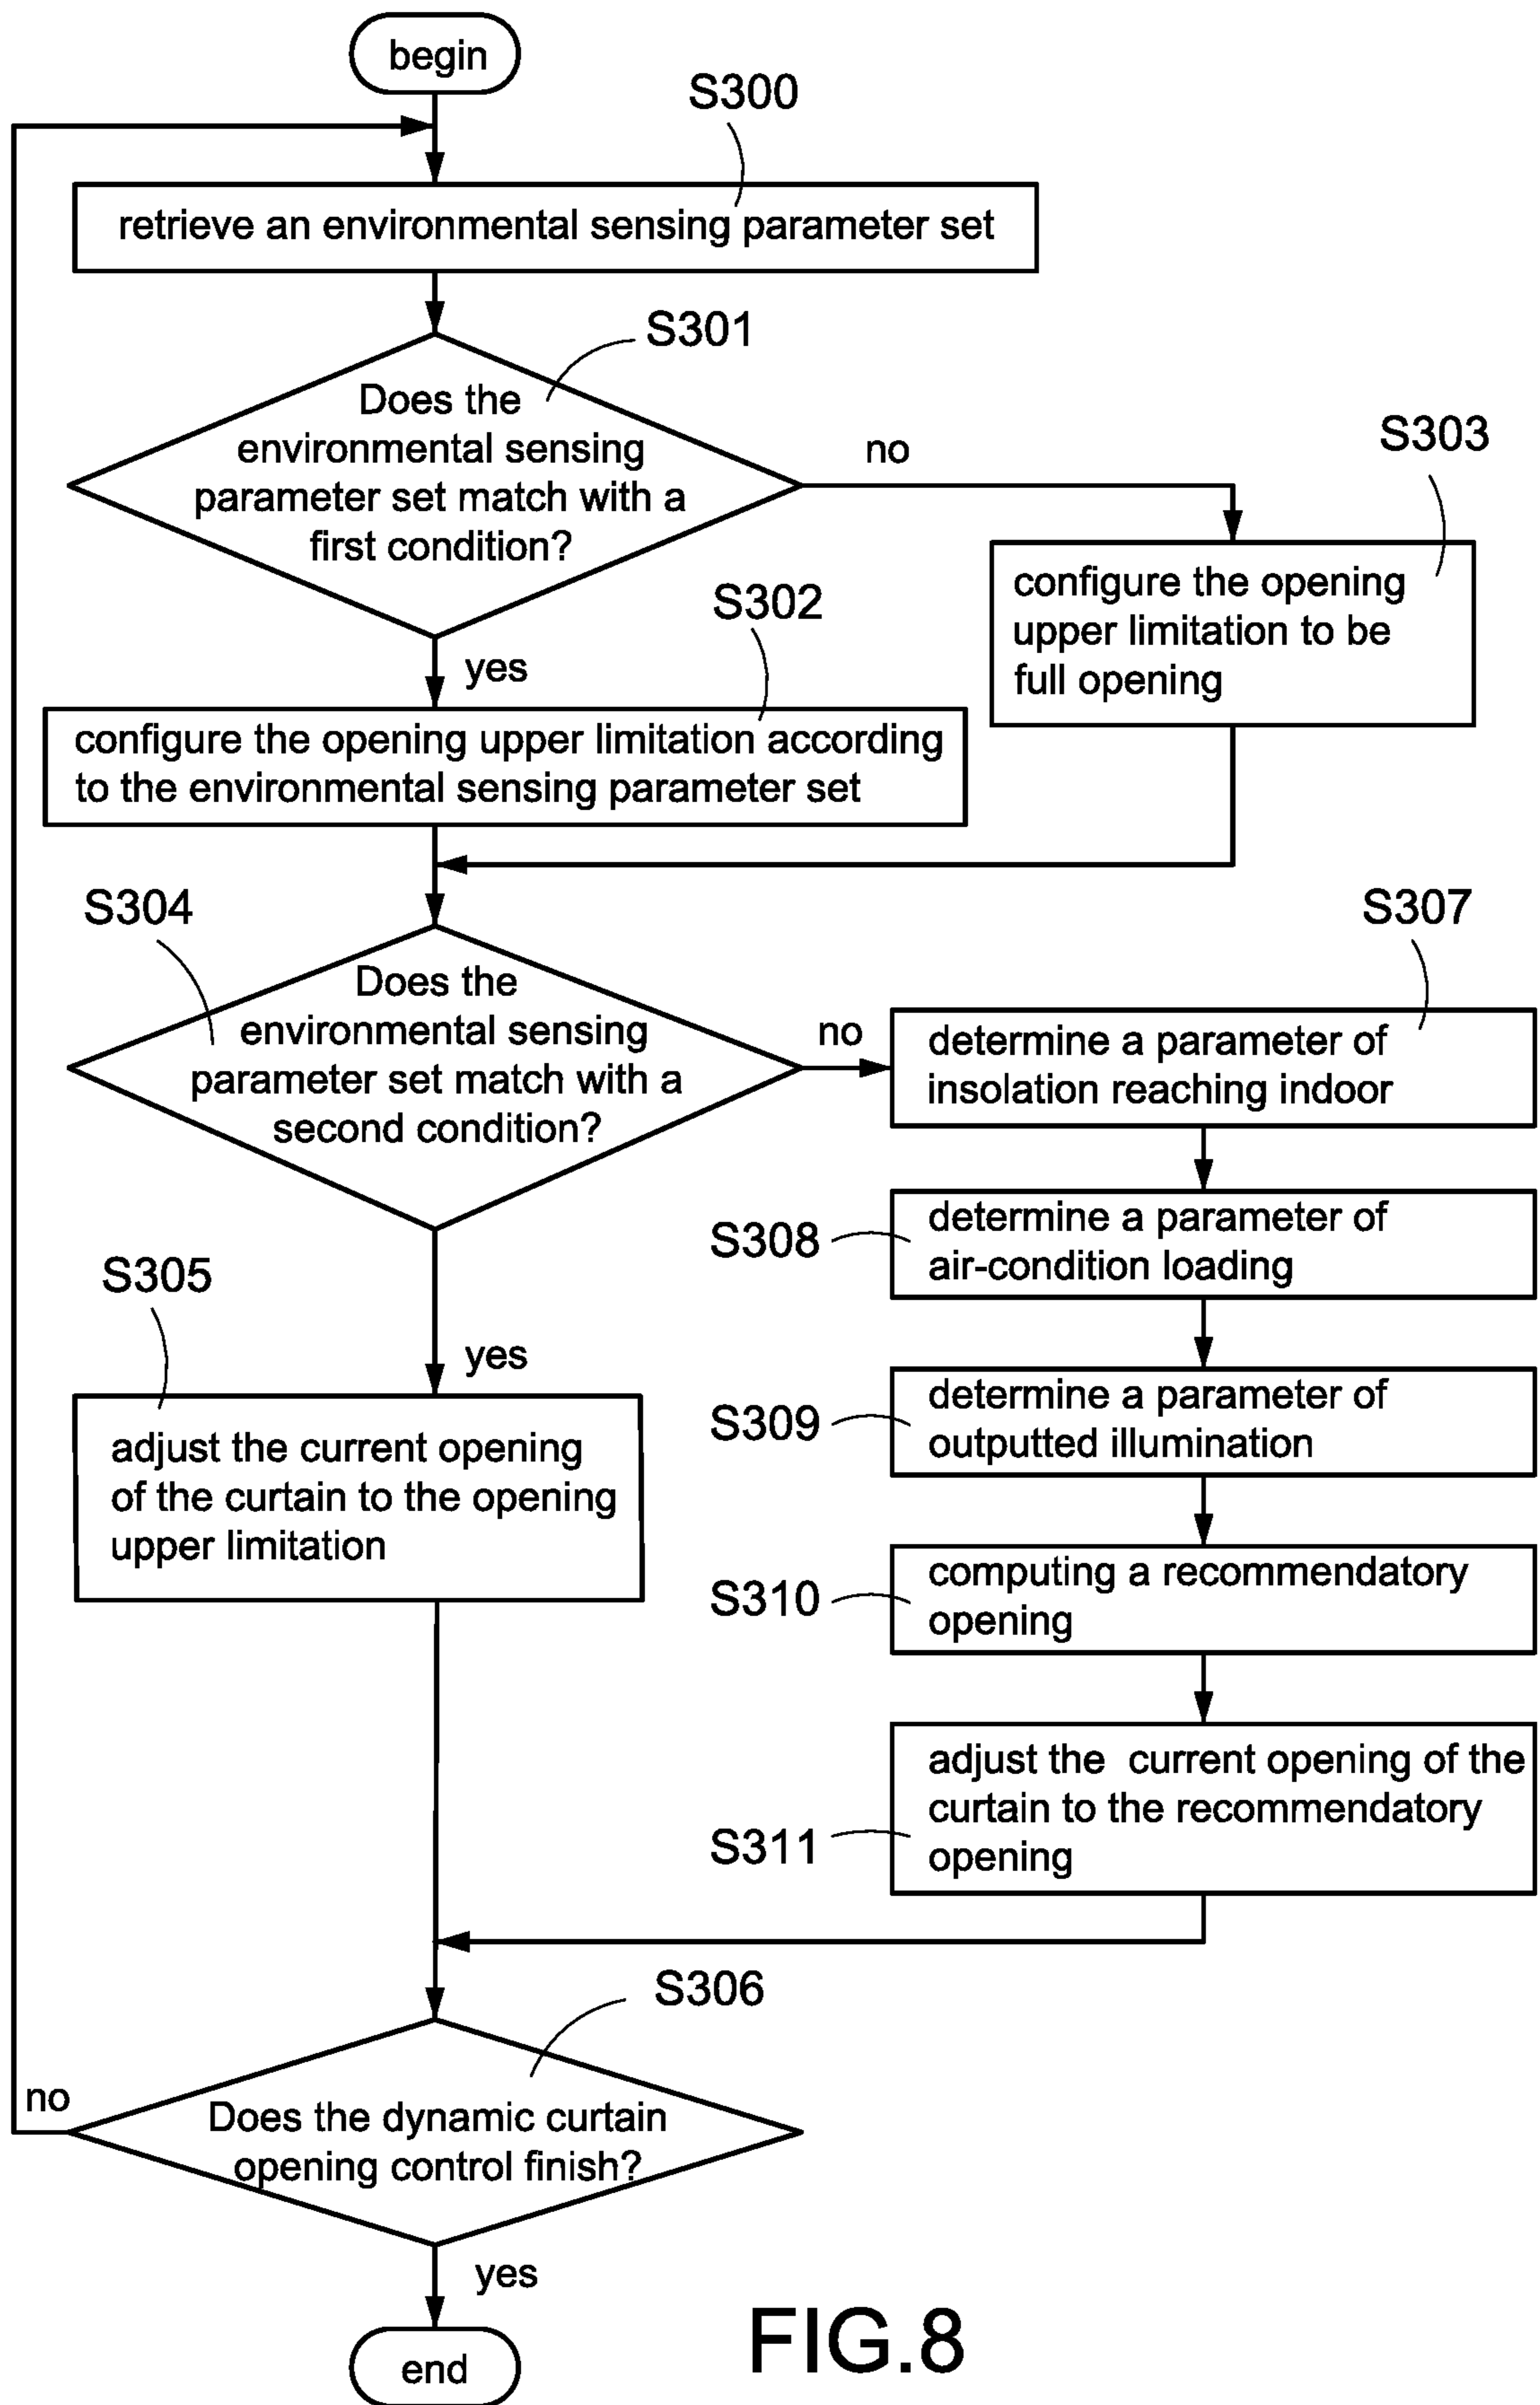 begin
S300
retrieve an environmental sensing parameter set
S301
Does the
environmental sensing
parameter set match with a
first condition?
no
S303
configure the opening
upper limitation to be
full opening
S302
yes
configure the opening upper limitation according
to the environmental sensing parameter set
S304
Does the
environmental sensing
parameter set match with a
second condition?
no
S307
determine a parameter of
insolation reaching indoor
S308
determine a parameter of
air-condition loading
S305
yes
adjust the current opening
of the curtain to the opening
upper limitation
S309
determine a parameter of
outputted illumination
S310
computing a recommendatory
opening
S311
adjust the current opening of the
curtain to the recommendatory
opening
S306
no
Does the dynamic curtain
opening control finish?
yes
end
FIG.8